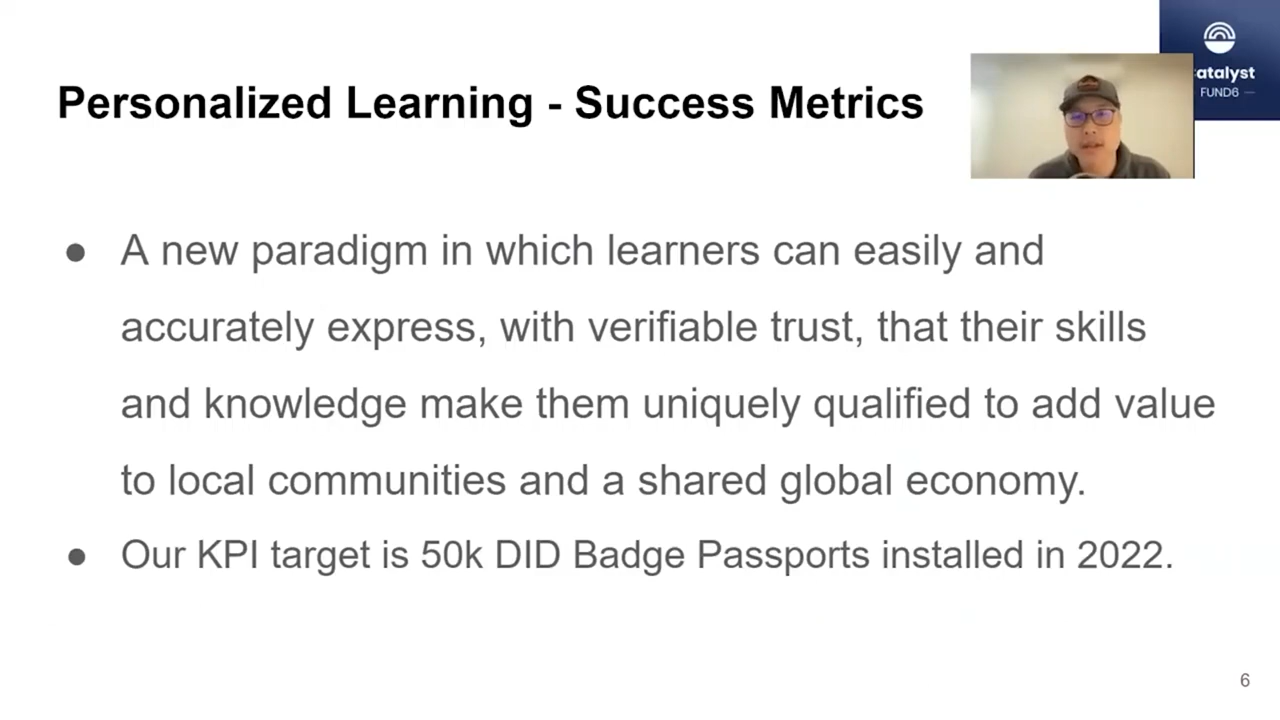 Personalized Learning - Success Metrics
atalyst
FUND6
● A new paradigm in which learners can easily and
accurately express, with verifiable trust, that their skills
and knowledge make them uniquely qualified to add value
to local communities and a shared global economy.
● Our KPI target is 50k DID Badge Passports installed in 2022.
6